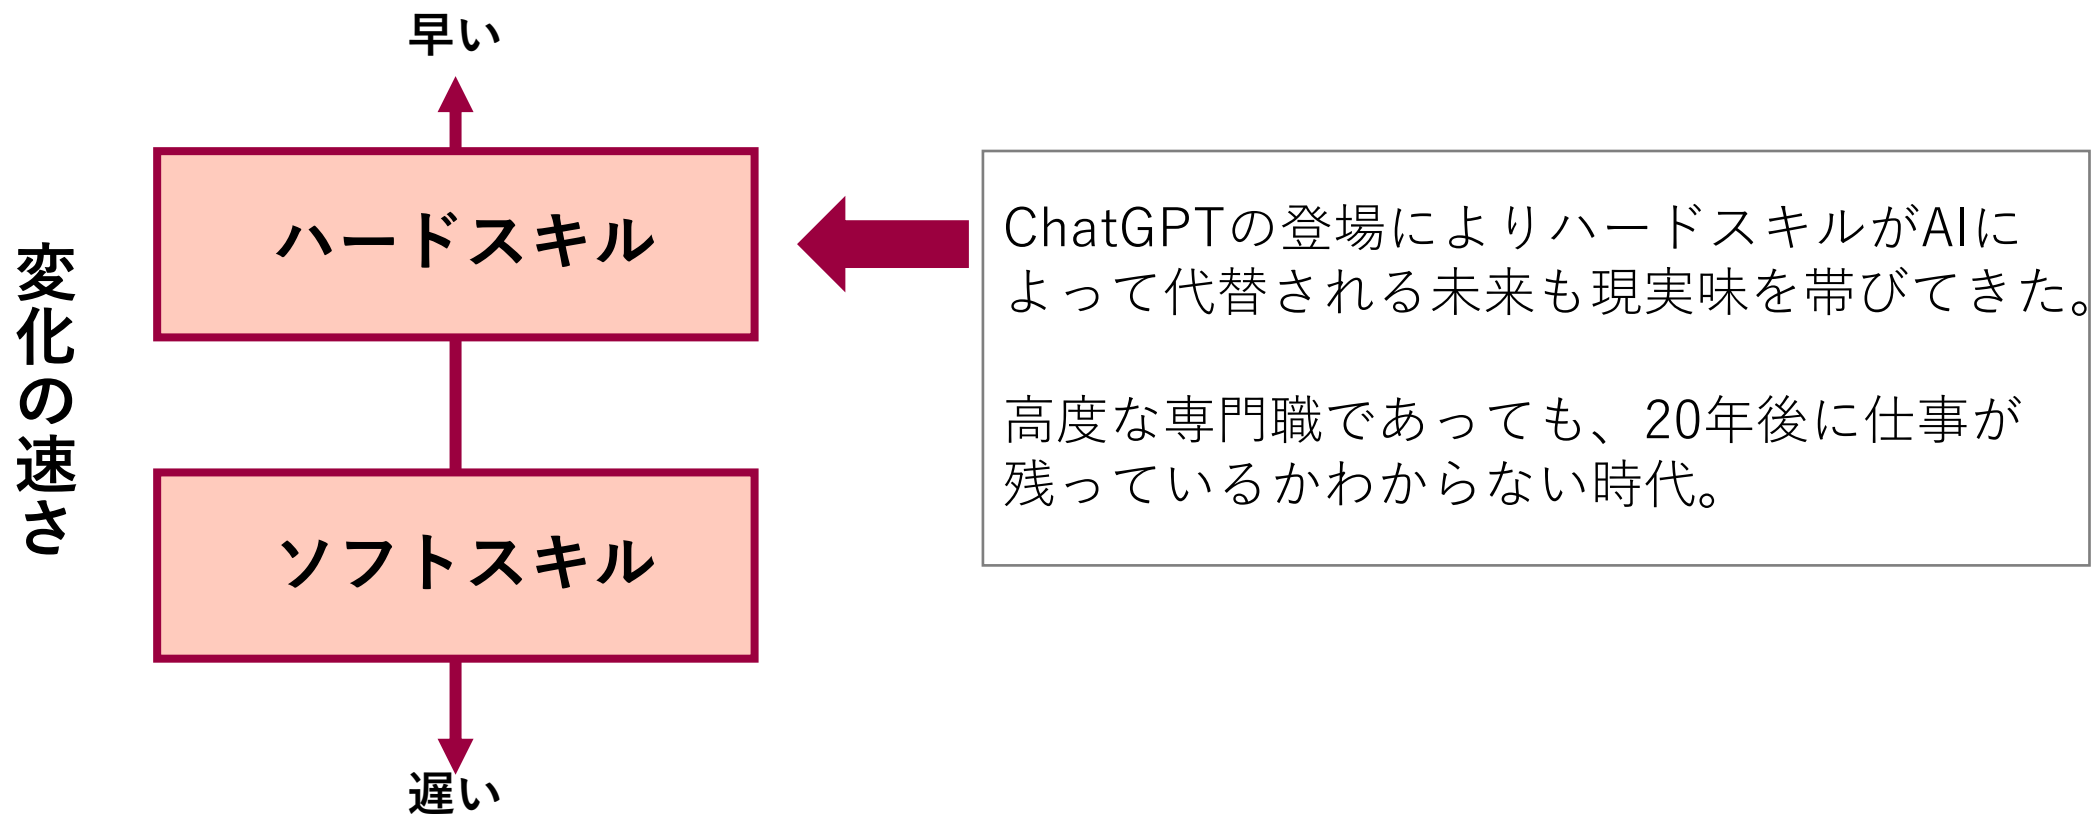 早い
変化の速さ
ハードスキル
ソフトスキル
遅い
ChatGPTの登場によりハードスキルがAIに
よって代替される未来も現実味を帯びてきた。
高度な専門職であっても、20年後に仕事が
残っているかわからない時代。